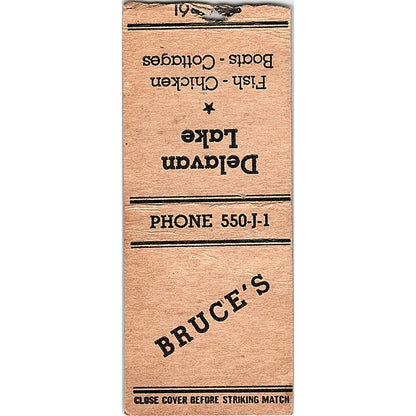 BRUCE'S
CLOSE COVER BEFORE STRIKING MATCH
PHONE 550-J-1
Delavan
Lake
★
Fish - Chicken
Boats - Cottages